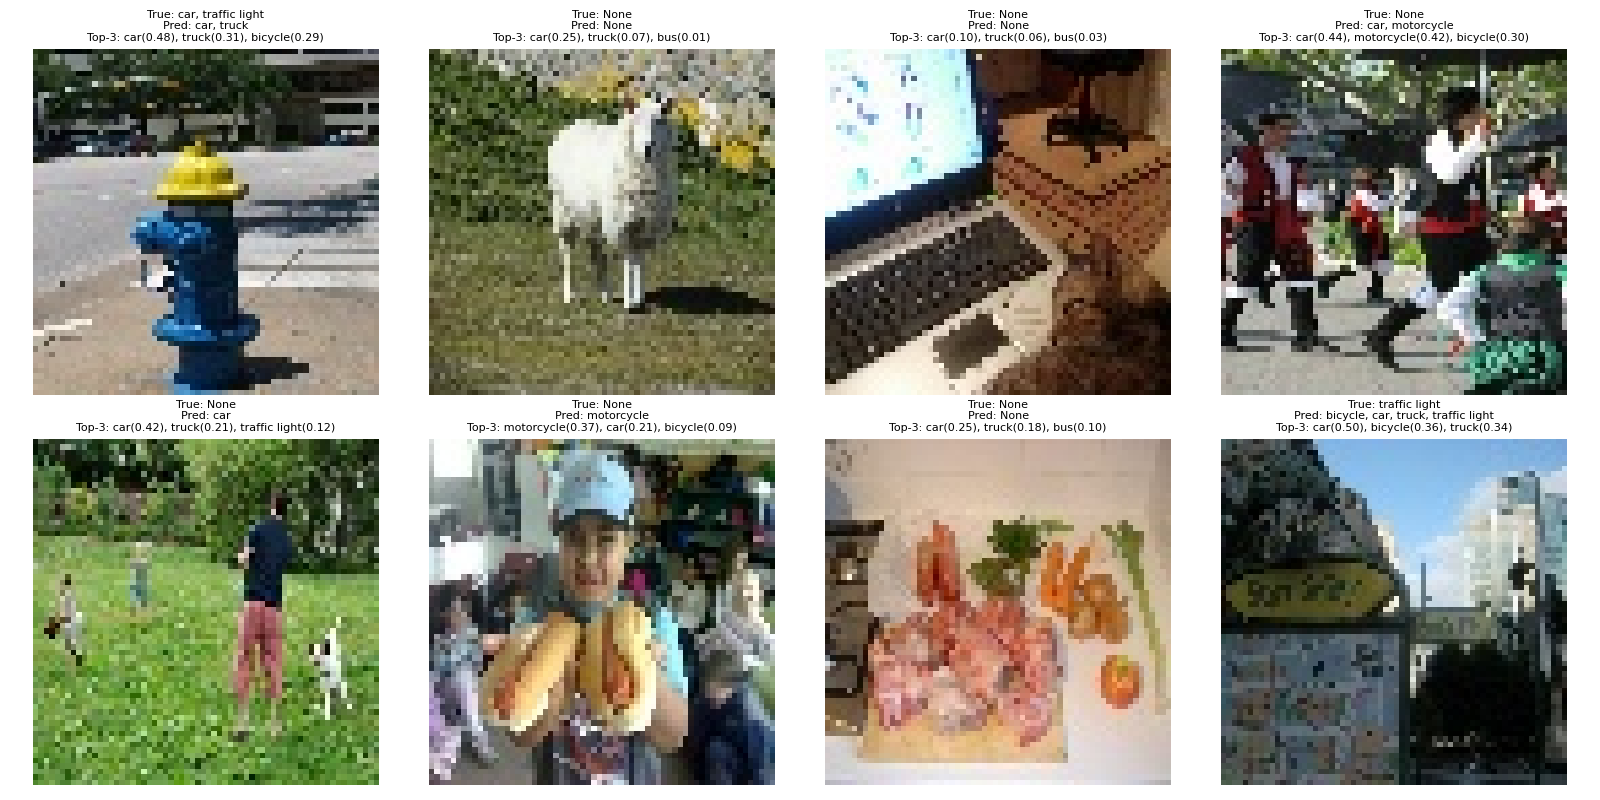 True: car, traffic light
Pred: car, truck
Top-3: car(0.48), truck(0.31), bicycle(0.29)
True: None
Pred: None
Top-3: car(0.25), truck(0.07), bus(0.01)
True: None
Pred: None
Top-3: car(0.10), truck(0.06), bus(0.03)
True: None
Pred: car, motorcycle
Top-3: car(0.44), motorcycle(0.42), bicycle(0.30)
True: None
Pred: car
Top-3: car(0.42), truck(0.21), traffic light(0.12)
True: None
Pred: motorcycle
Top-3: motorcycle(0.37), car(0.21), bicycle(0.09)
True: None
Pred: None
Top-3: car(0.25), truck(0.18), bus(0.10)
True: traffic light
Pred: bicycle, car, truck, traffic light
Top-3: car(0.50), bicycle(0.36), truck(0.34)